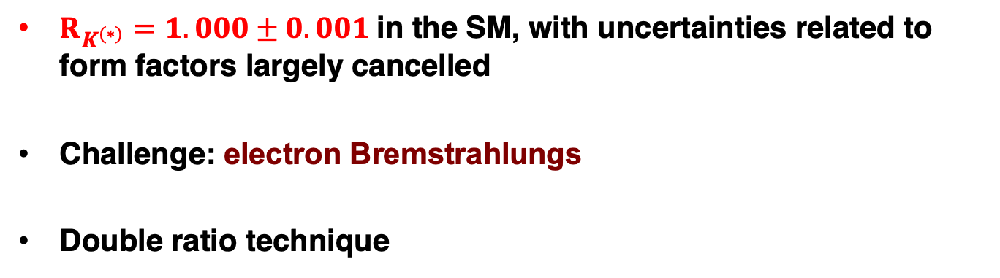 • R_K(*) = 1.000 ± 0.001 in the SM, with uncertainties related to
form factors largely cancelled
• Challenge: electron Bremstrahlungs
• Double ratio technique